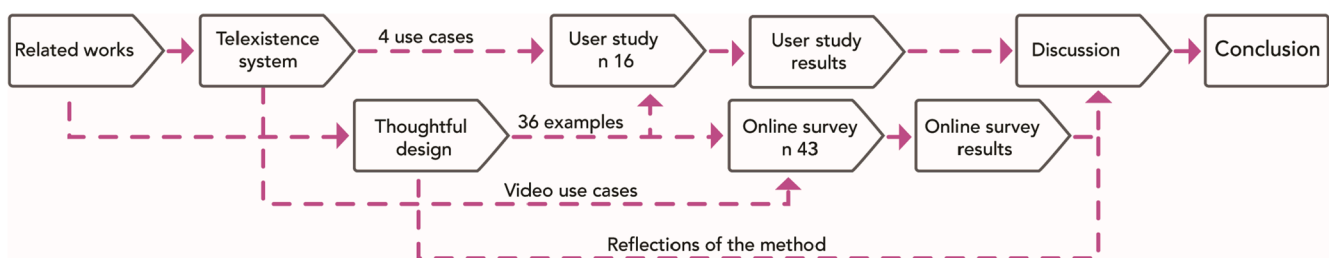 Related works
Telexistence
system
4 use cases
User study
n 16
User study
results
Discussion
Conclusion
Thoughtful
design
36 examples
Online survey
n 43
Online survey
results
Video use cases
Reflections of the method